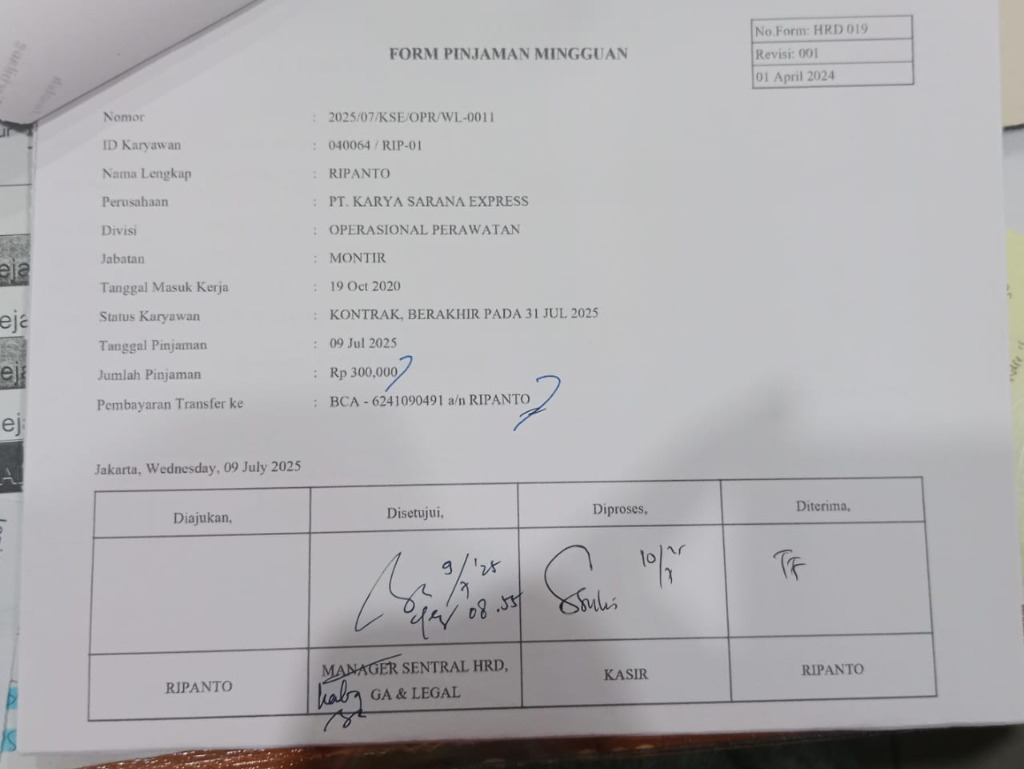 No.Form: HRD 019
Revisi: 001
01 April 2024
FORM PINJAMAN MINGGUAN
Nomor : 2025/07/KSE/OPR/WL-0011
ID Karyawan : 040064 / RIP-01
Nama Lengkap : RIPANTO
Perusahaan : PT. KARYA SARANA EXPRESS
Divisi : OPERASIONAL PERAWATAN
Jabatan : MONTIR
Tanggal Masuk Kerja : 19 Oct 2020
Status Karyawan : KONTRAK, BERAKHIR PADA 31 JUL 2025
Tanggal Pinjaman : 09 Jul 2025
Jumlah Pinjaman : Rp 300,000
Pembayaran Transfer ke : BCA - 6241090491 a/n RIPANTO
Jakarta, Wednesday, 09 July 2025
Diajukan, Disetujui, Diproses, Diterima,
9/7 '25 10/7 25 TF
08.55
RIPANTO MANAGER SENTRAL HRD, KASIR RIPANTO
GA & LEGAL